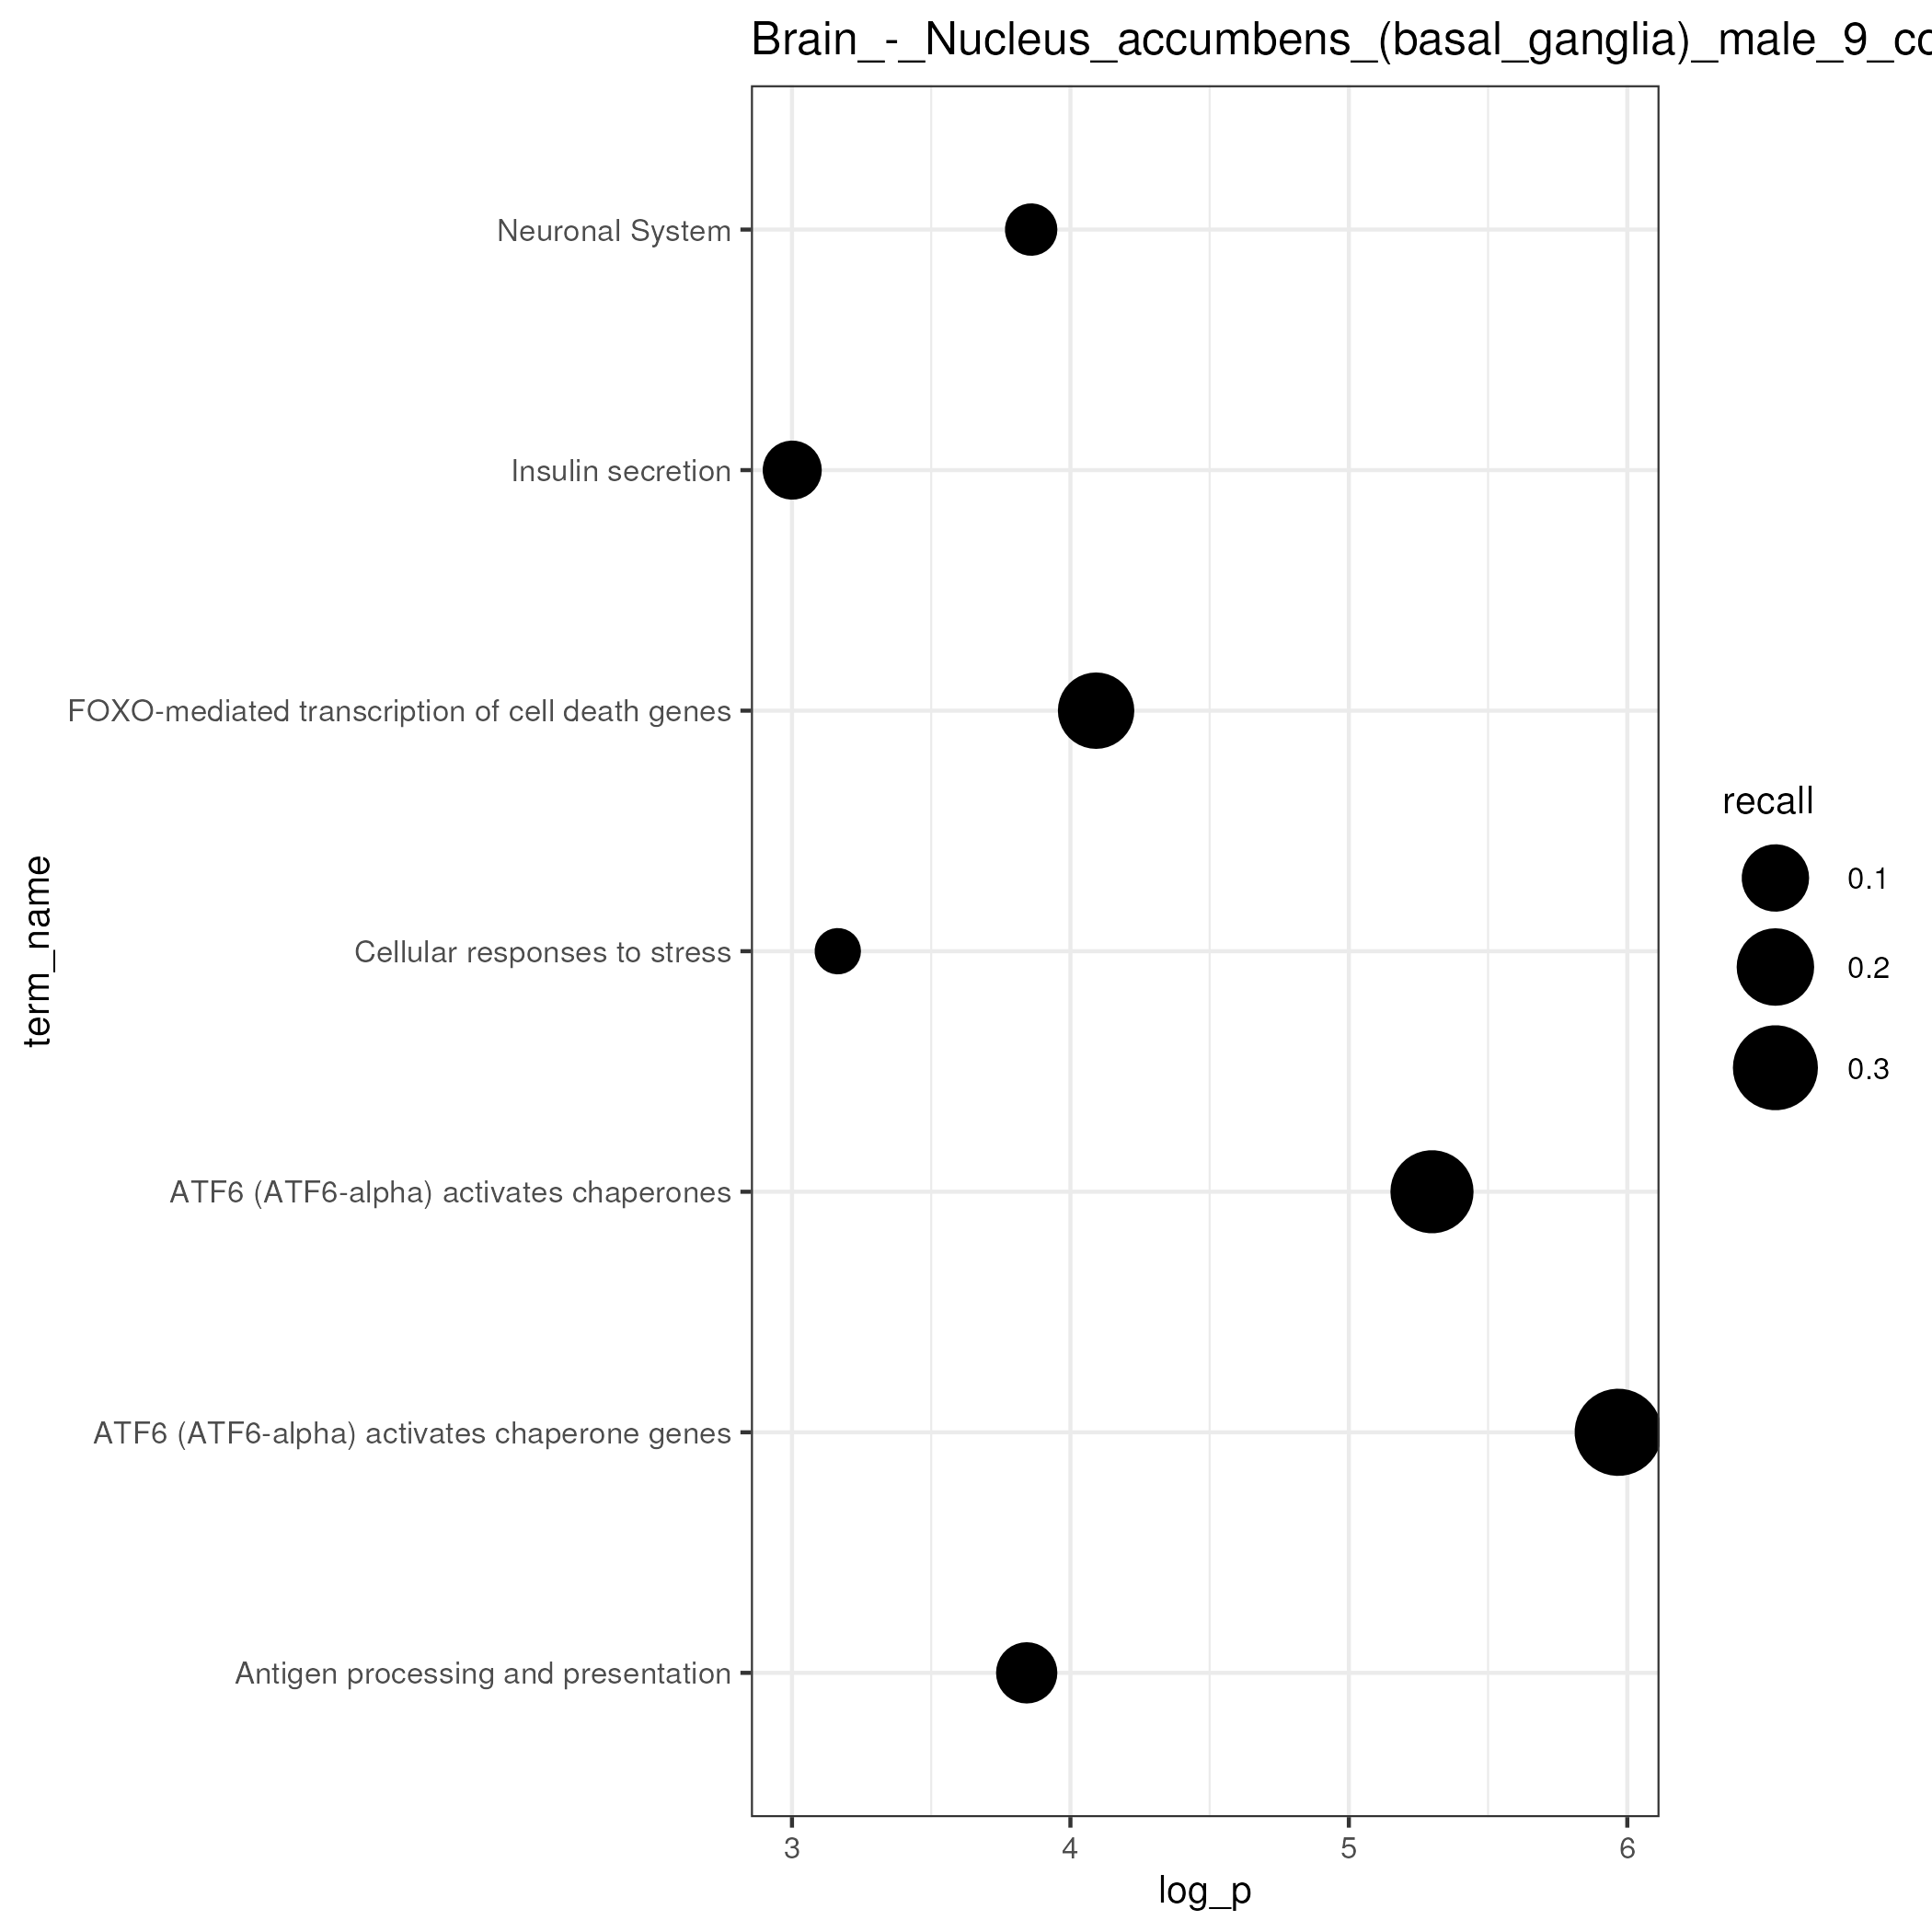 Brain_-_Nucleus_accumbens_(basal_ganglia)_male_9_cc
Neuronal System
Insulin secretion
FOXO-mediated transcription of cell death genes
Cellular responses to stress
ATF6 (ATF6-alpha) activates chaperones
ATF6 (ATF6-alpha) activates chaperone genes
Antigen processing and presentation
term_name
3
4
5
6
log_p
recall
0.1
0.2
0.3